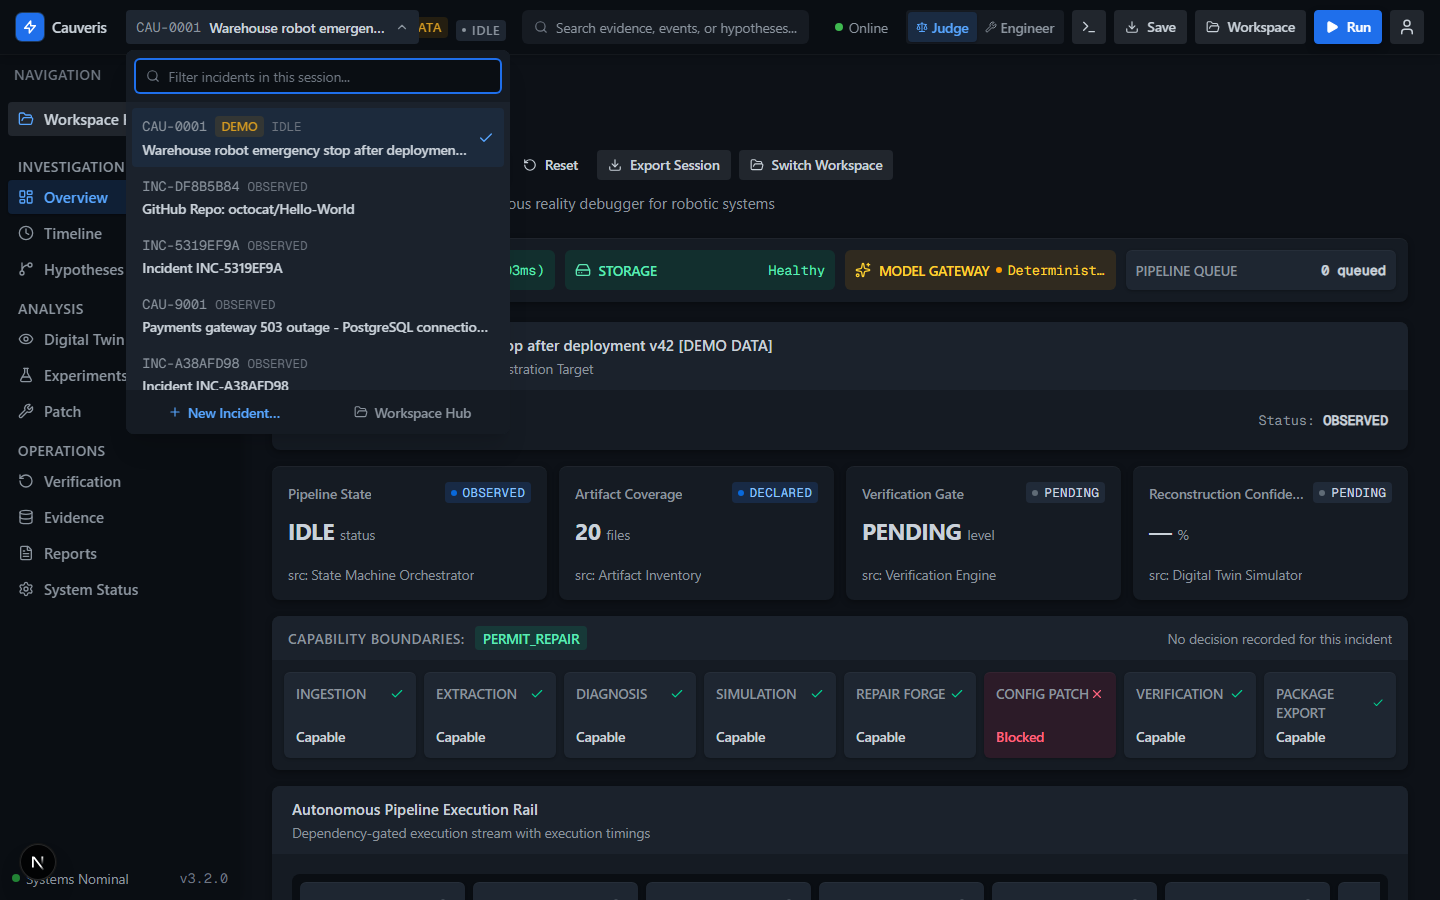 Cauveris
CAU-0001 Warehouse robot emergen...
ATA
IDLE
Search evidence, events, or hypotheses...
Online
Judge
Engineer
Save
Workspace
Run
NAVIGATION
Filter incidents in this session...
Workspace
CAU-0001 DEMO IDLE
Warehouse robot emergency stop after deploymen...
INC-DF8B5B84 OBSERVED
GitHub Repo: octocat/Hello-World
INC-5319EF9A OBSERVED
Incident INC-5319EF9A
CAU-9001 OBSERVED
Payments gateway 503 outage - PostgreSQL connectio...
INC-A38AFD98 OBSERVED
Incident INC-A38AFD98
New Incident...
Workspace Hub
INVESTIGATION
Overview
Timeline
Hypotheses
ANALYSIS
Digital Twin
Experiments
Patch
OPERATIONS
Verification
Evidence
Reports
System Status
Systems Nominal
v3.2.0
N
Reset
Export Session
Switch Workspace
ous reality debugger for robotic systems
03ms)
STORAGE
Healthy
MODEL GATEWAY
Determinist...
PIPELINE QUEUE
0 queued
op after deployment v42 [DEMO DATA]
stration Target
Status: OBSERVED
Pipeline State
OBSERVED
IDLE status
src: State Machine Orchestrator
Artifact Coverage
DECLARED
20 files
src: Artifact Inventory
Verification Gate
PENDING
PENDING level
src: Verification Engine
Reconstruction Confide...
PENDING
— %
src: Digital Twin Simulator
CAPABILITY BOUNDARIES: PERMIT_REPAIR
No decision recorded for this incident
INGESTION
Capable
EXTRACTION
Capable
DIAGNOSIS
Capable
SIMULATION
Capable
REPAIR FORGE
Capable
CONFIG PATCH
Blocked
VERIFICATION
Capable
PACKAGE
EXPORT
Capable
Autonomous Pipeline Execution Rail
Dependency-gated execution stream with execution timings